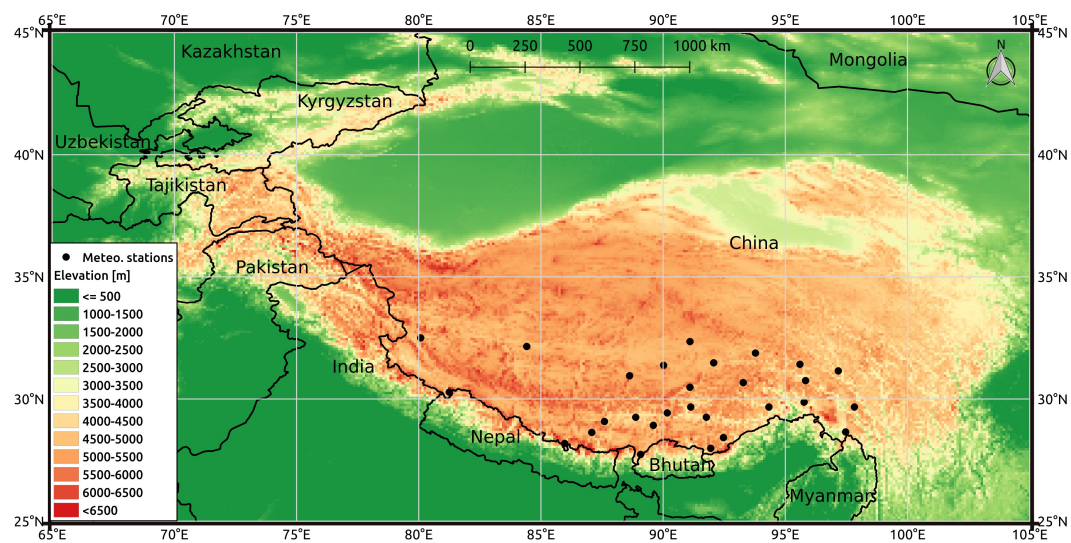 65°E 70°E 75°E 80°E 85°E 90°E 95°E 100°E 105°E
45°N 45°N
0 250 500 750 1000 km
N
Kazakhstan
Mongolia
Kyrgyzstan
Uzbekistan
40°N 40°N
Tajikistan
China
Meteo. stations
Pakistan
Elevation [m]
35°N 35°N
<= 500
1000-1500
1500-2000
2000-2500
2500-3000
3000-3500
3500-4000
4000-4500
4500-5000
5000-5500
5500-6000
6000-6500
<6500
India
30°N 30°N
Nepal
Bhutan
Myanmar
25°N 25°N
65°E 70°E 75°E 80°E 85°E 90°E 95°E 100°E 105°E